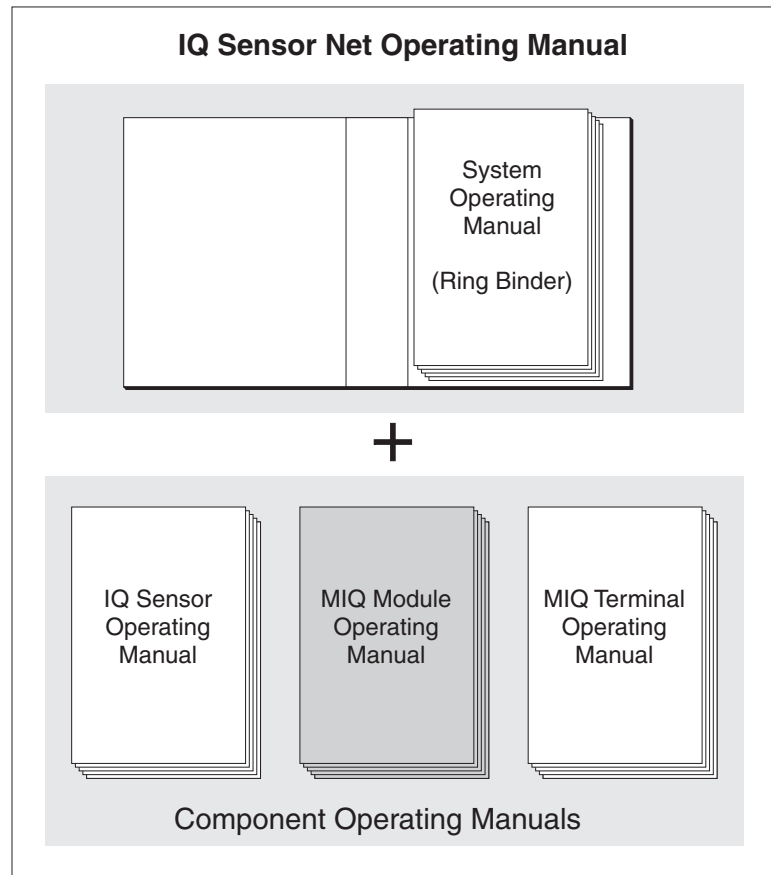 IQ Sensor Net Operating Manual
System
Operating
Manual
(Ring Binder)
+
IQ Sensor
Operating
Manual
MIQ Module
Operating
Manual
MIQ Terminal
Operating
Manual
Component Operating Manuals